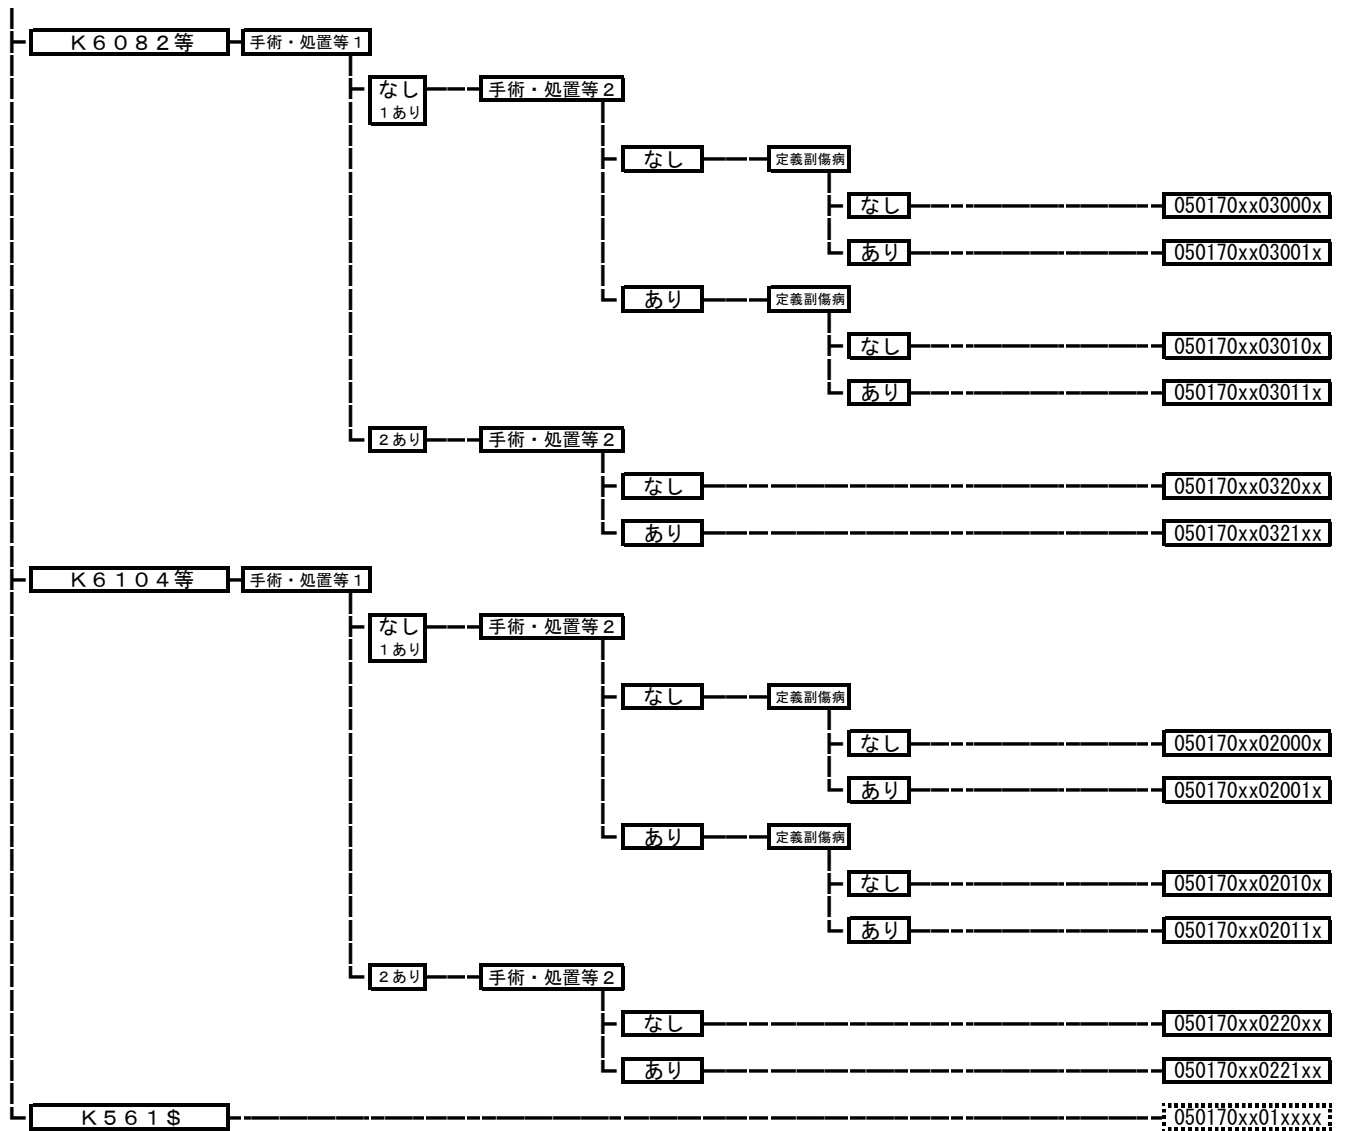 K6082等 手術・処置等1
なし 手術・処置等2
1あり
なし 定義副傷病
なし 050170xx03000x
あり 050170xx03001x
あり 定義副傷病
なし 050170xx03010x
あり 050170xx03011x
2あり 手術・処置等2
なし 050170xx0320xx
あり 050170xx0321xx
K6104等 手術・処置等1
なし 手術・処置等2
1あり
なし 定義副傷病
なし 050170xx02000x
あり 050170xx02001x
あり 定義副傷病
なし 050170xx02010x
あり 050170xx02011x
2あり 手術・処置等2
なし 050170xx0220xx
あり 050170xx0221xx
K561$ 050170xx01xxxx